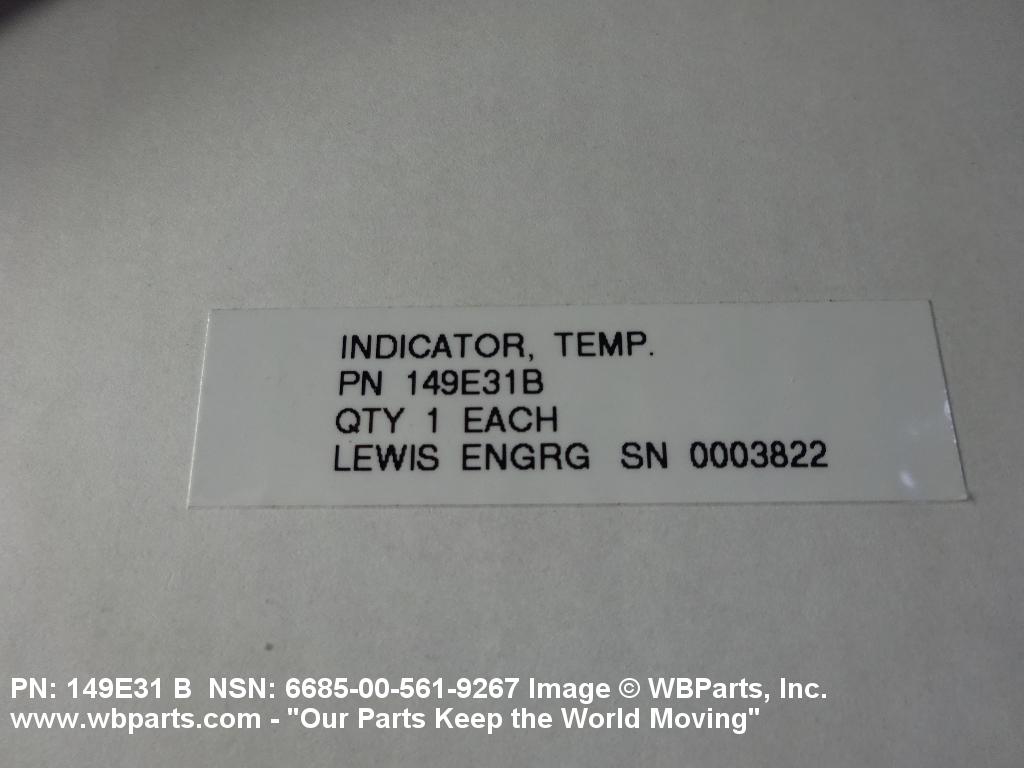 INDICATOR, TEMP.
PN 149E31B
QTY 1 EACH
LEWIS ENGRG SN 0003822
PN: 149E31 B NSN: 6685-00-561-9267 Image © WBParts, Inc.
www.wbparts.com - "Our Parts Keep the World Moving"